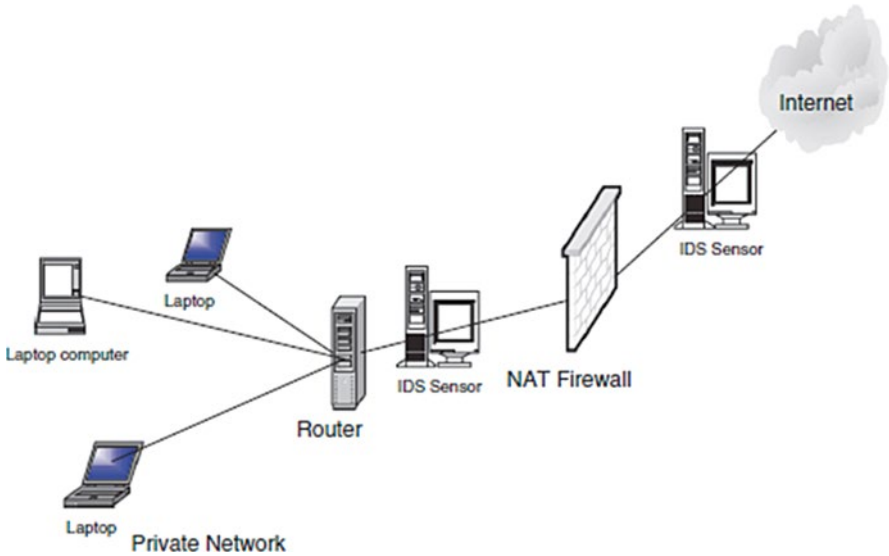 Internet
IDS Sensor
Laptop
Laptop computer
IDS Sensor
NAT Firewall
Router
Laptop
Private Network